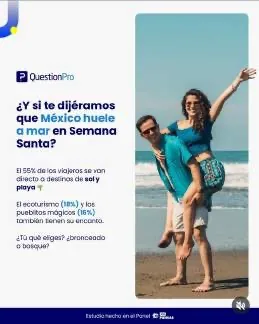 QuestionPro
¿Y si te dijéramos
que México huele
a mar en Semana
Santa?
El 55% de los viajeros se van
directo a destinos de sol y
playa
El ecoturismo (18%) y los
pueblitos mágicos (16%)
también tienen su encanto.
¿Tú qué eliges? ¿bronceado
o bosque?
Estudio hecho en el Panel